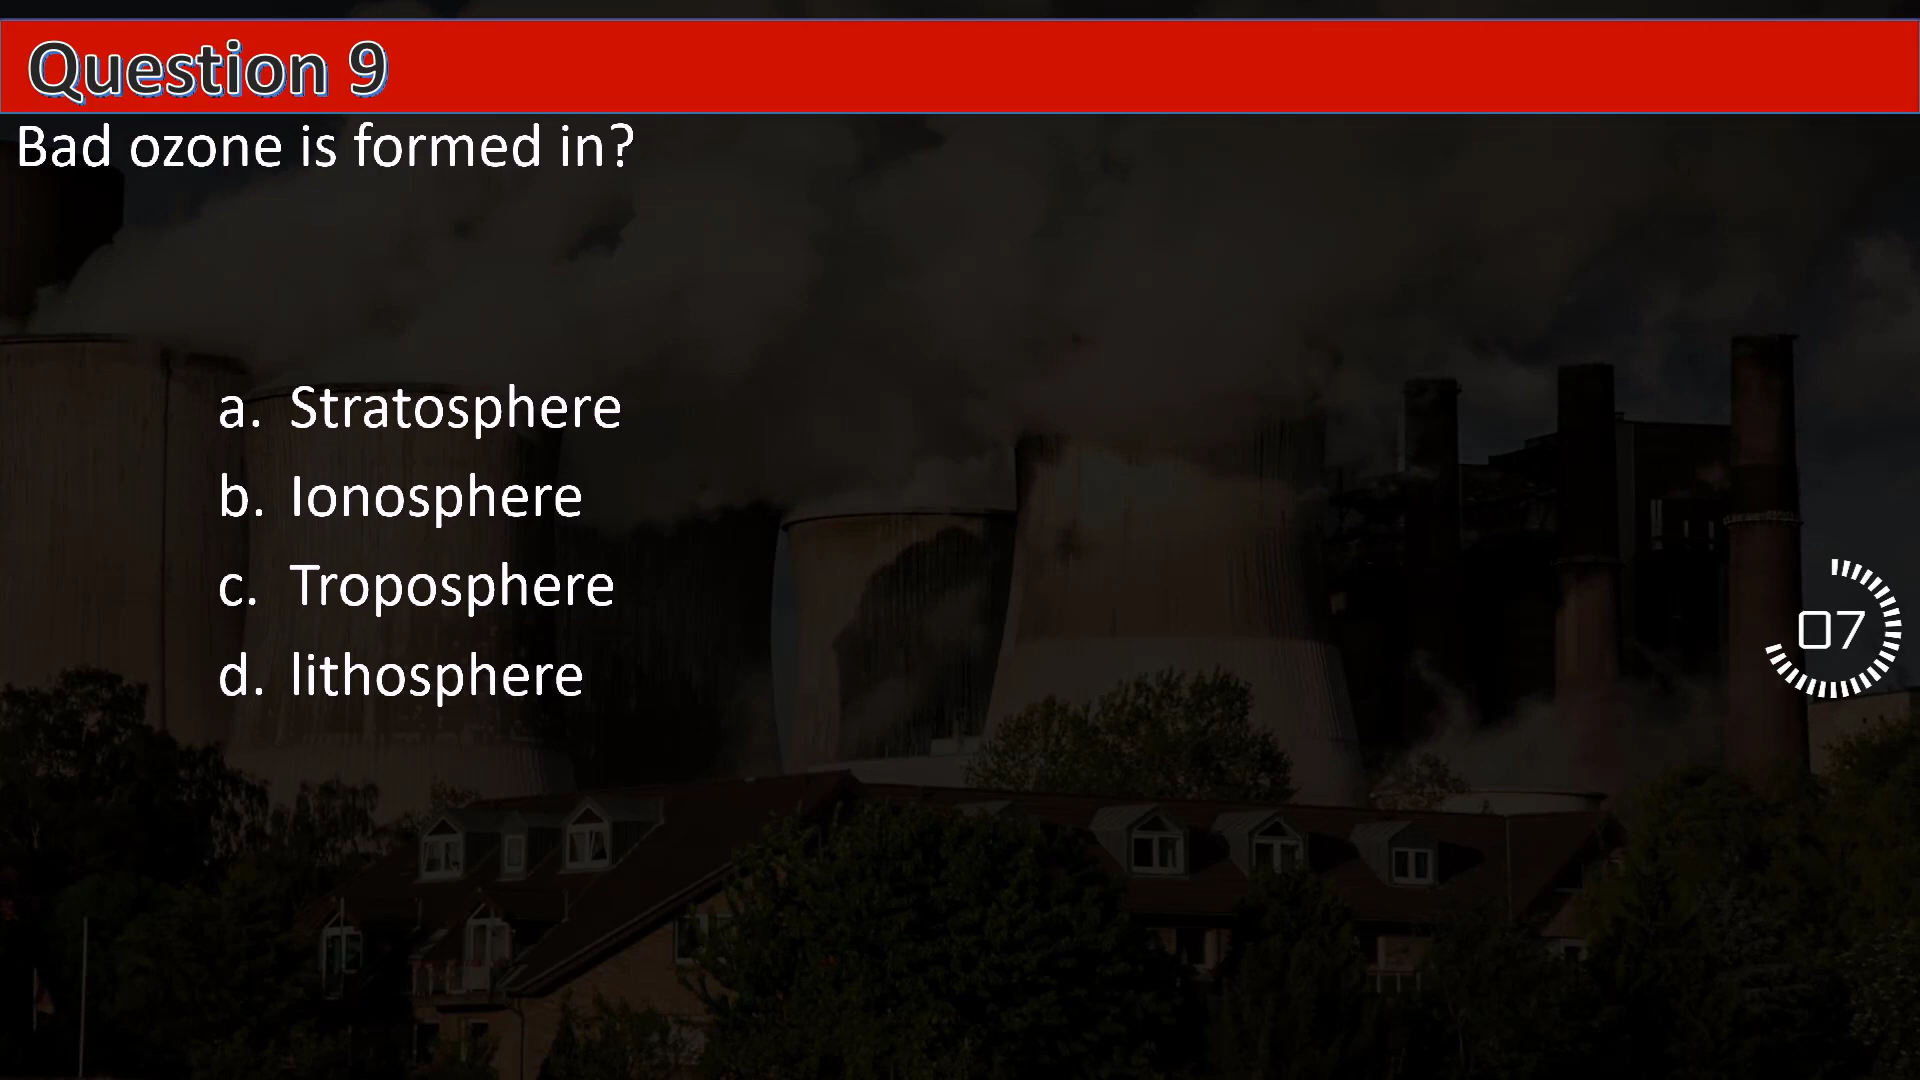 Question 9
Bad ozone is formed in?
a. Stratosphere
b. Ionosphere
c. Troposphere
07
d. lithosphere